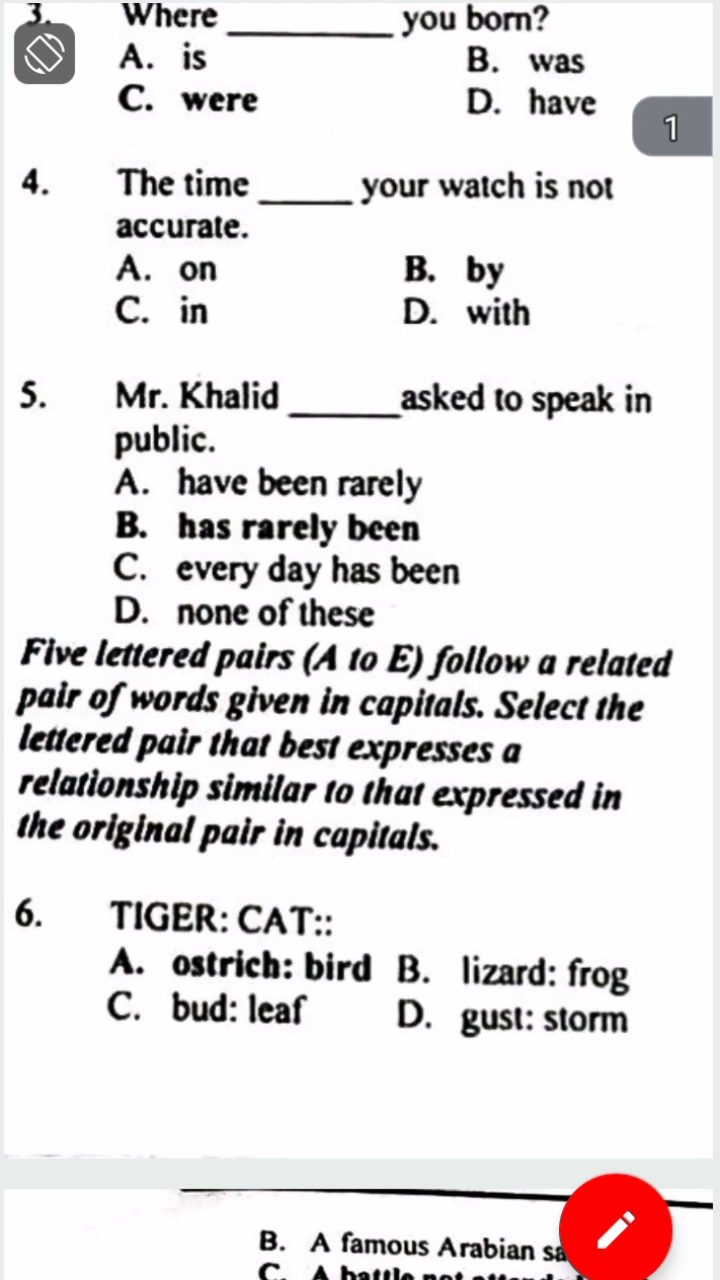 3. Where ________ you born?
A. is B. was
C. were D. have
1
4. The time _____ your watch is not
accurate.
A. on B. by
C. in D. with
5. Mr. Khalid ______asked to speak in
public.
A. have been rarely
B. has rarely been
C. every day has been
D. none of these
Five lettered pairs (A to E) follow a related
pair of words given in capitals. Select the
lettered pair that best expresses a
relationship similar to that expressed in
the original pair in capitals.
6. TIGER: CAT::
A. ostrich: bird B. lizard: frog
C. bud: leaf D. gust: storm
B. A famous Arabian
C. A battle not